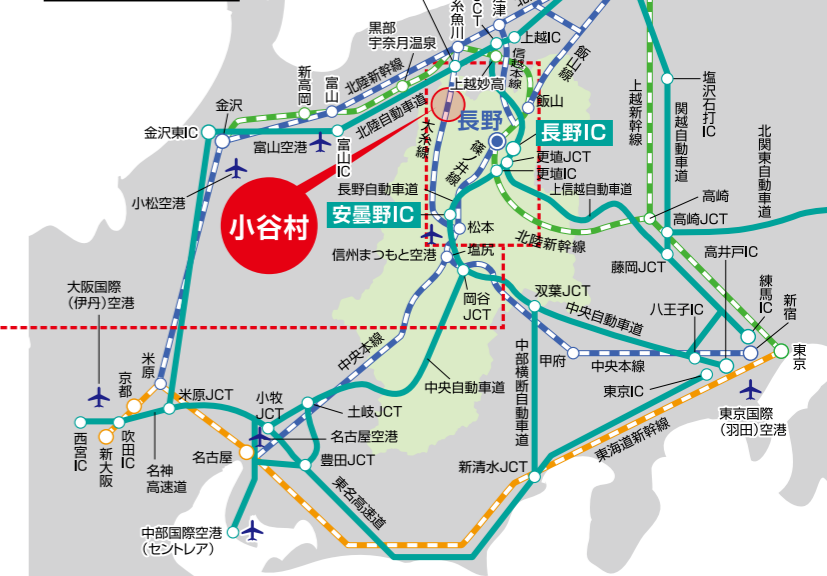 糸魚川
JCT
津
北
黒部
宇奈月温泉
上越IC
信越本線
飯山線
北陸新幹線
上越妙高
新高岡
富山
金沢
北陸自動車道
飯山
上越新幹線
関越自動車道
塩沢石打IC
北関東自動車道
金沢東IC
富山空港
富山IC
大糸線
長野
長野IC
篠ノ井線
更埴JCT
更埴IC
小松空港
長野自動車道
上信越自動車道
高崎
高崎JCT
小谷村
安曇野IC
松本
北陸新幹線
信州まつもと空港
塩尻
藤岡JCT
高井戸IC
大阪国際
(伊丹)空港
岡谷
JCT
双葉JCT
中央自動車道
八王子IC
練馬IC
新宿
米原
京都
中央本線
中部横断自動車道
甲府
中央本線
東京
米原JCT
小牧
JCT
土岐JCT
中央自動車道
東京IC
東京国際
(羽田)空港
西宮IC
吹田IC
新大阪
名神
高速道
名古屋
名古屋空港
豊田JCT
新清水JCT
東海道新幹線
東名高速道
中部国際空港
(セントレア)